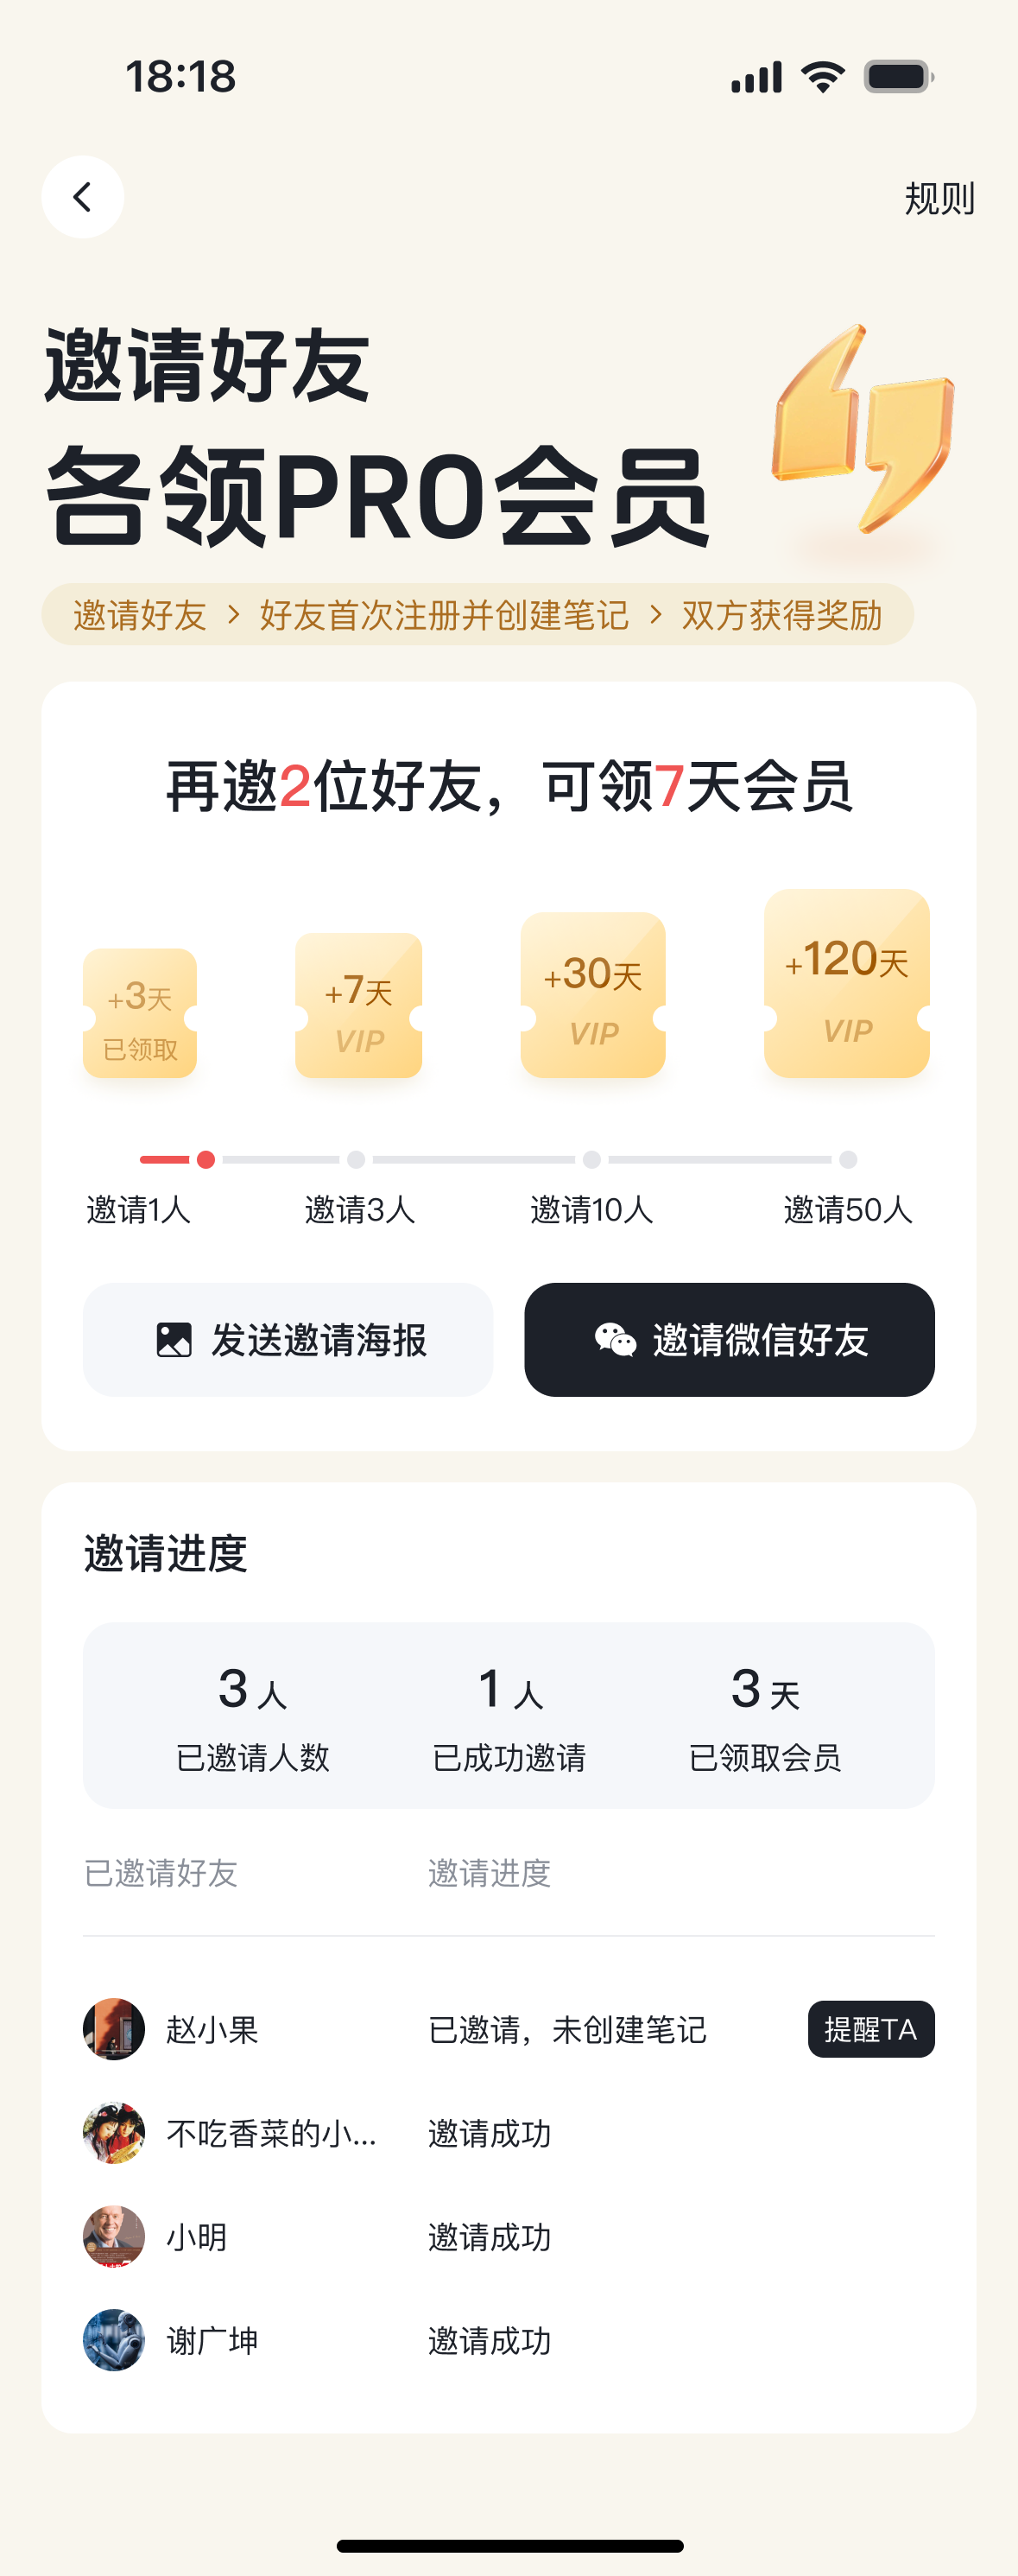 18:18
规则
邀请好友
各领PRO会员
邀请好友 > 好友首次注册并创建笔记 > 双方获得奖励
再邀2位好友，可领7天会员
+3天
已领取
+7天
VIP
+30天
VIP
+120天
VIP
邀请1人
邀请3人
邀请10人
邀请50人
发送邀请海报
邀请微信好友
邀请进度
3 人
已邀请人数
1 人
已成功邀请
3 天
已领取会员
已邀请好友 邀请进度
赵小果 已邀请，未创建笔记 提醒TA
不吃香菜的小... 邀请成功
小明 邀请成功
谢广坤 邀请成功